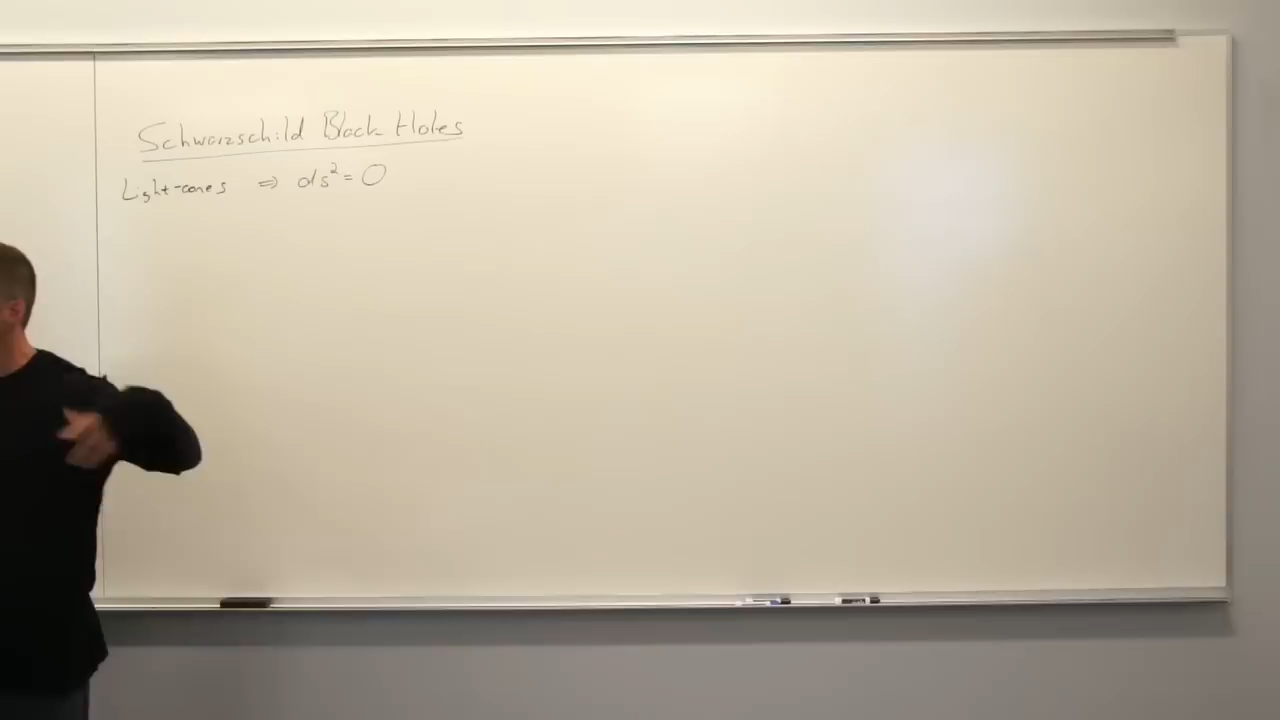 Schwarzschild Black Holes
Light-cones ⇒ ds² = 0